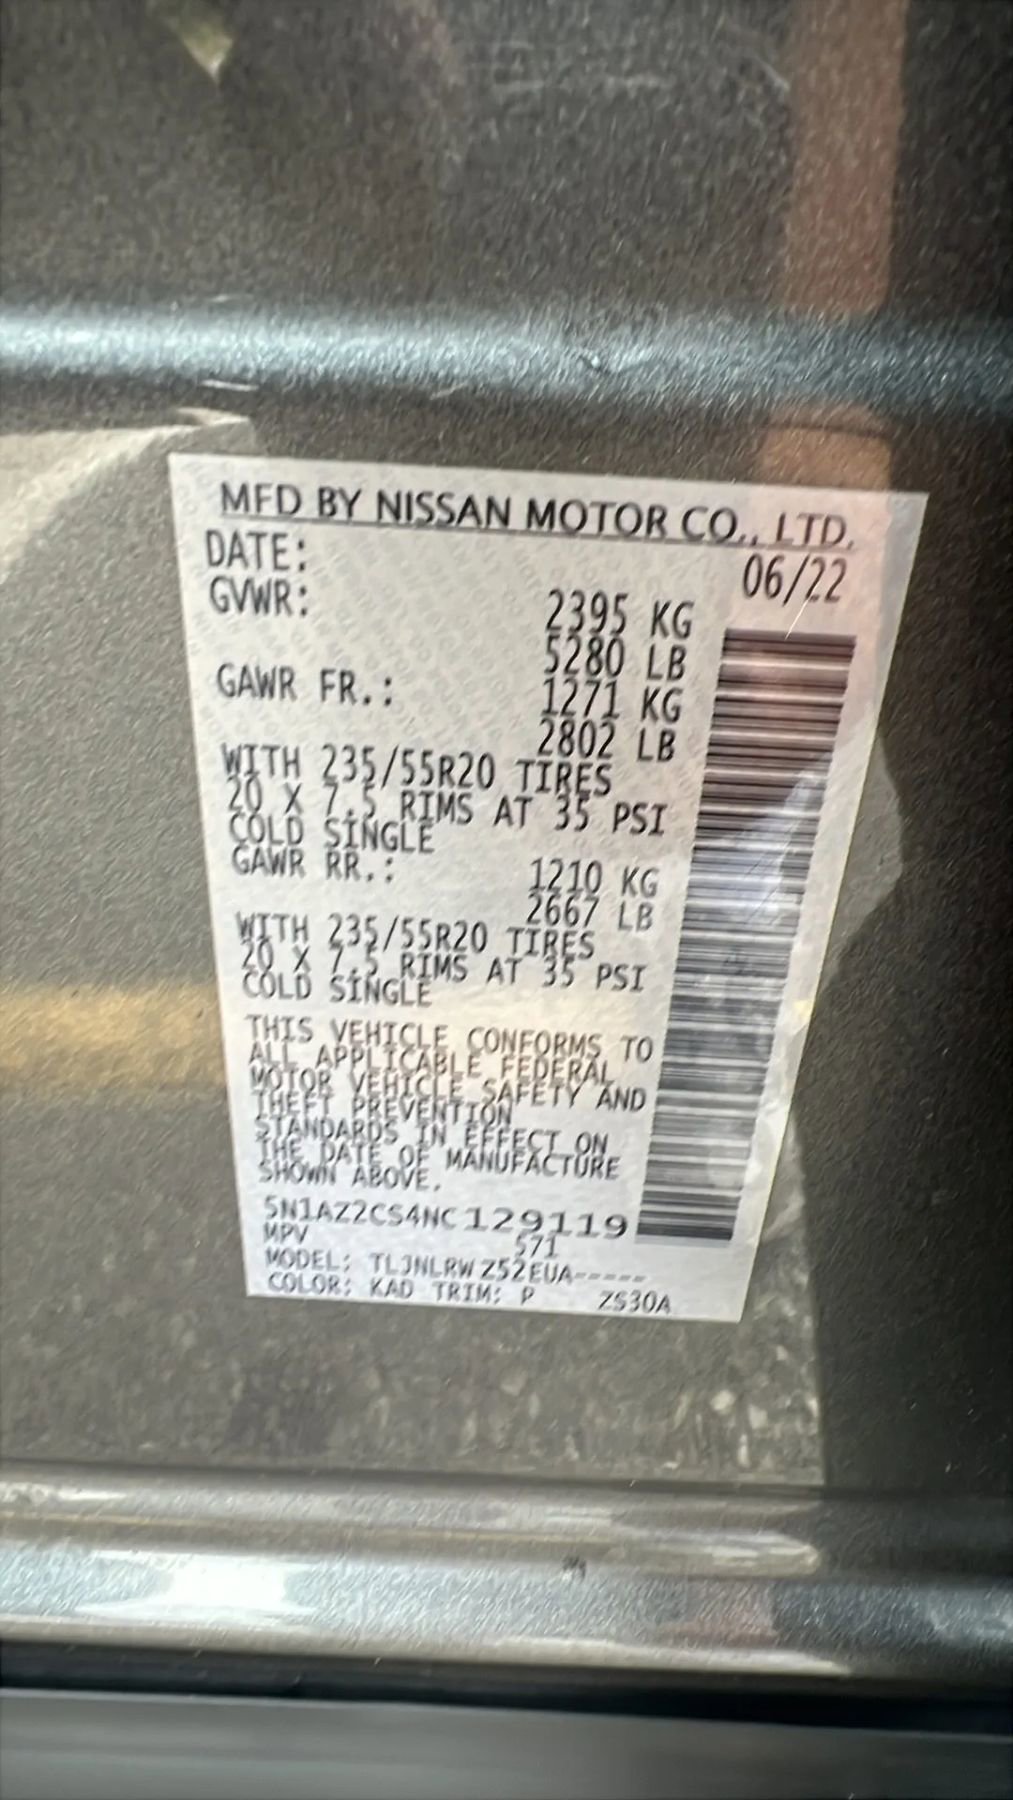 MFD BY NISSAN MOTOR CO., LTD.
DATE: 06/22
GVWR: 2395 KG
5280 LB
GAWR FR.: 1271 KG
2802 LB
WITH 235/55R20 TIRES
20 X 7.5 RIMS AT 35 PSI
COLD SINGLE
GAWR RR.: 1210 KG
2667 LB
WITH 235/55R20 TIRES
20 X 7.5 RIMS AT 35 PSI
COLD SINGLE
THIS VEHICLE CONFORMS TO
ALL APPLICABLE FEDERAL
MOTOR VEHICLE SAFETY AND
THEFT PREVENTION
STANDARDS IN EFFECT ON
THE DATE OF MANUFACTURE
SHOWN ABOVE.
5N1AZ2CS4NC129119
MPV 571
MODEL: TLJNLRWZ52EUA-----
COLOR: KAD TRIM: P ZS30A